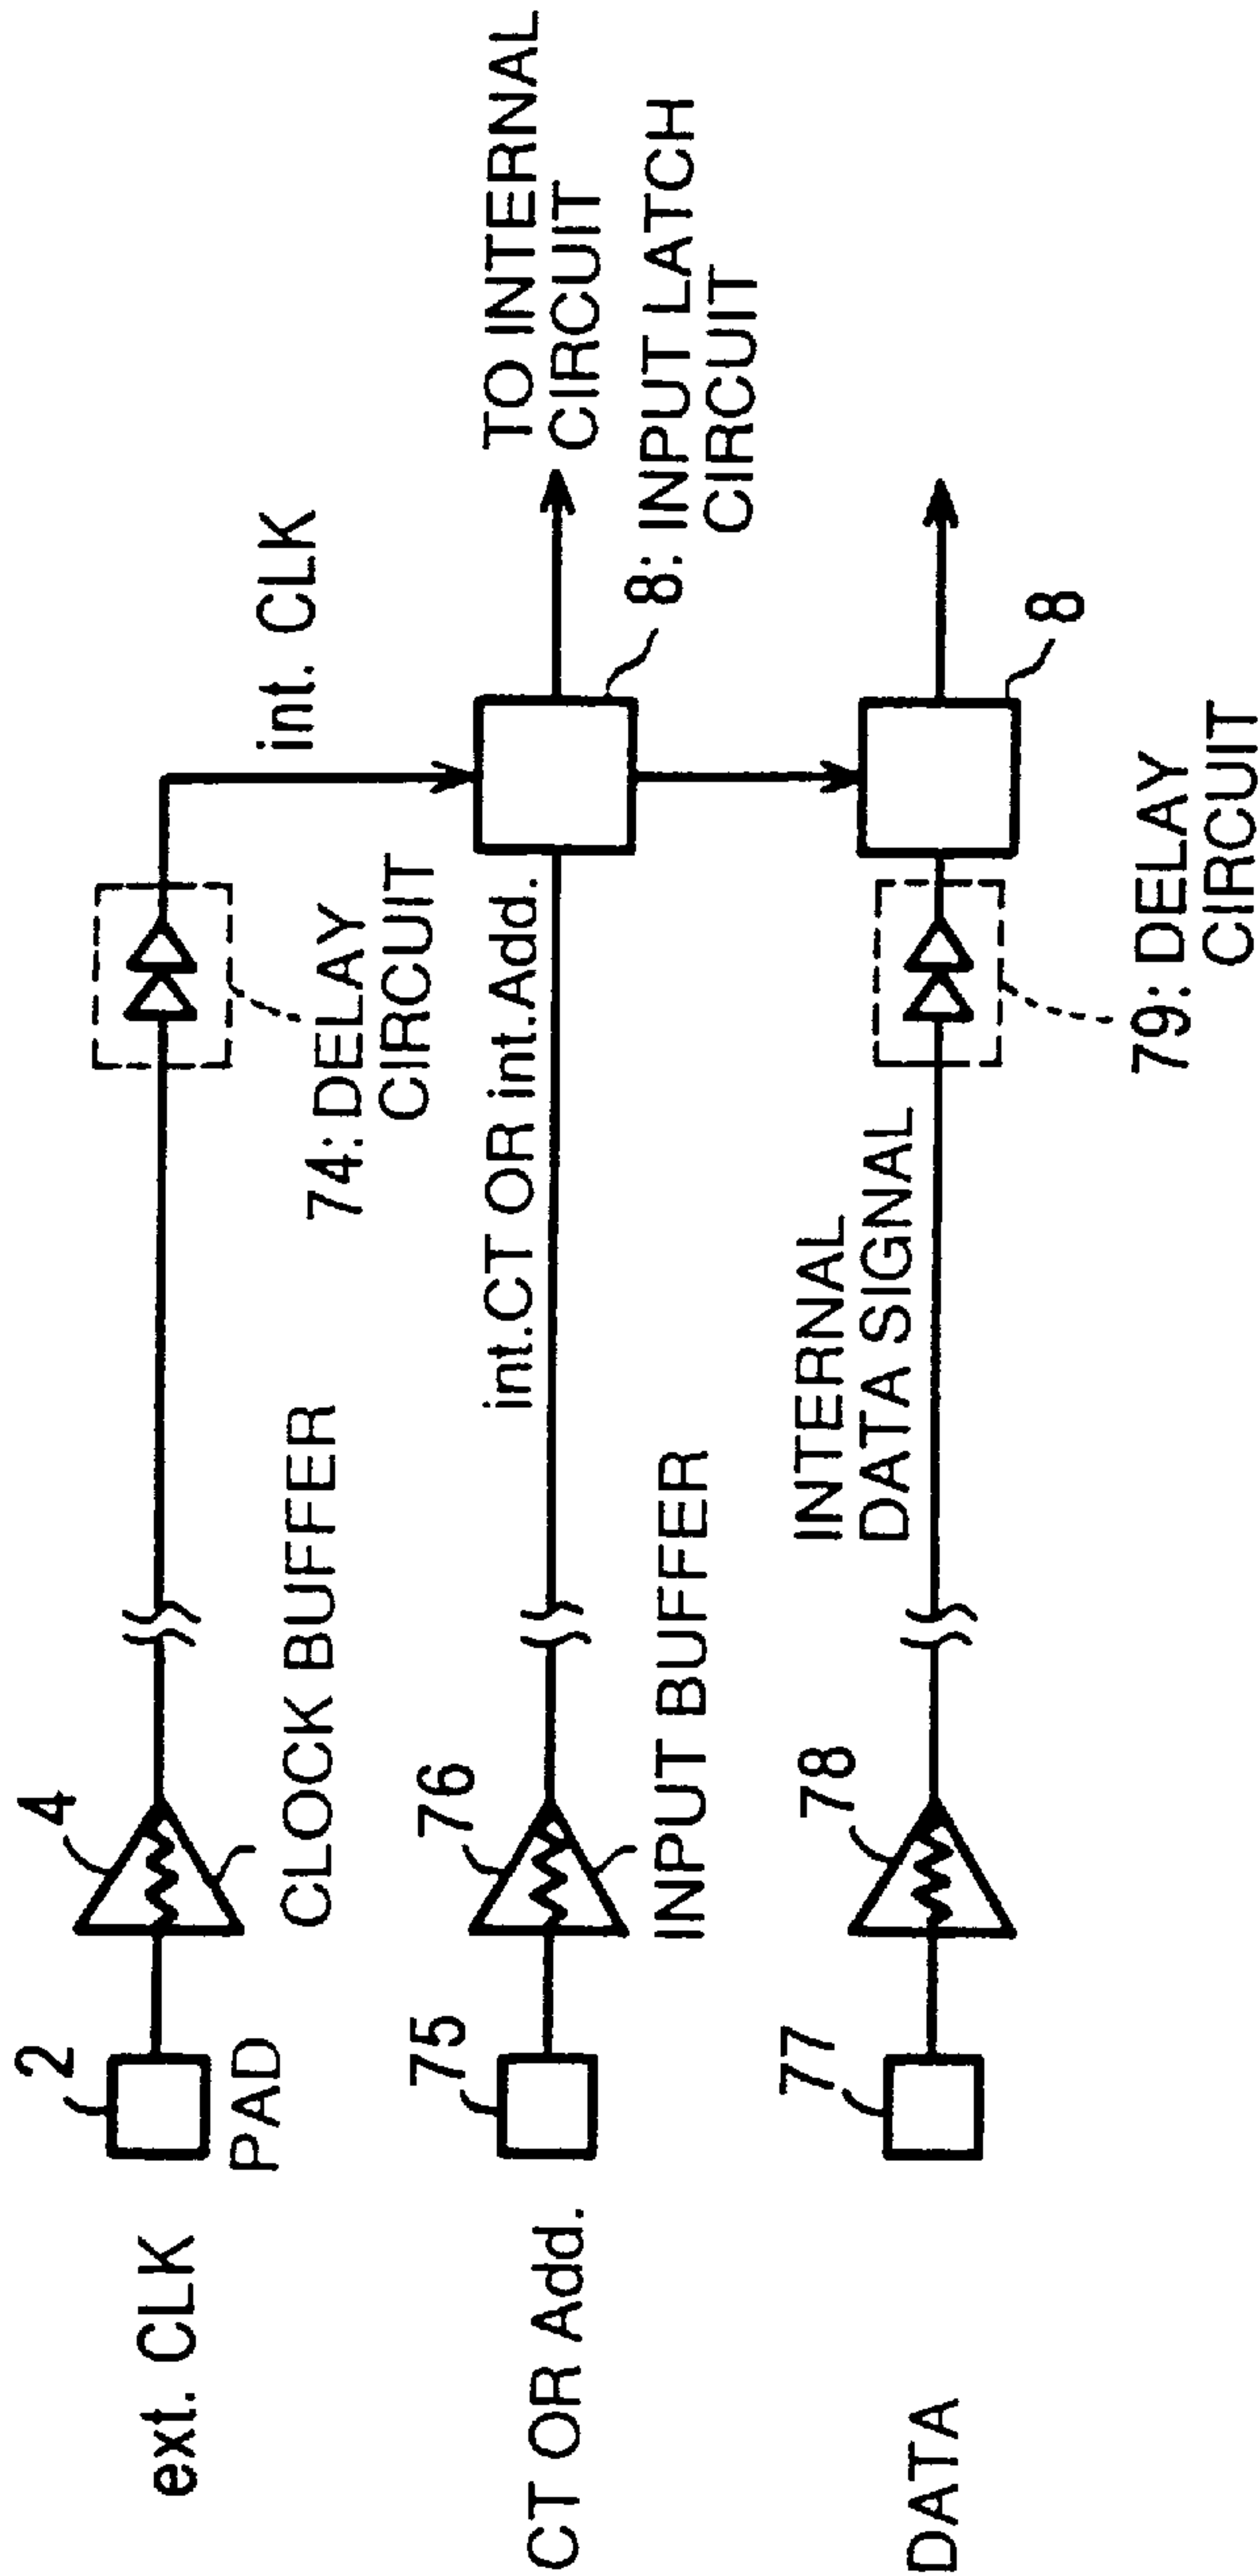 ext. CLK
2
PAD
4
CLOCK BUFFER
74: DELAY
CIRCUIT
int. CLK
CT OR Add.
75
76
INPUT BUFFER
int.CT OR int.Add.
TO INTERNAL
CIRCUIT
8: INPUT LATCH
CIRCUIT
DATA
77
78
INTERNAL
DATA SIGNAL
79: DELAY
CIRCUIT
8